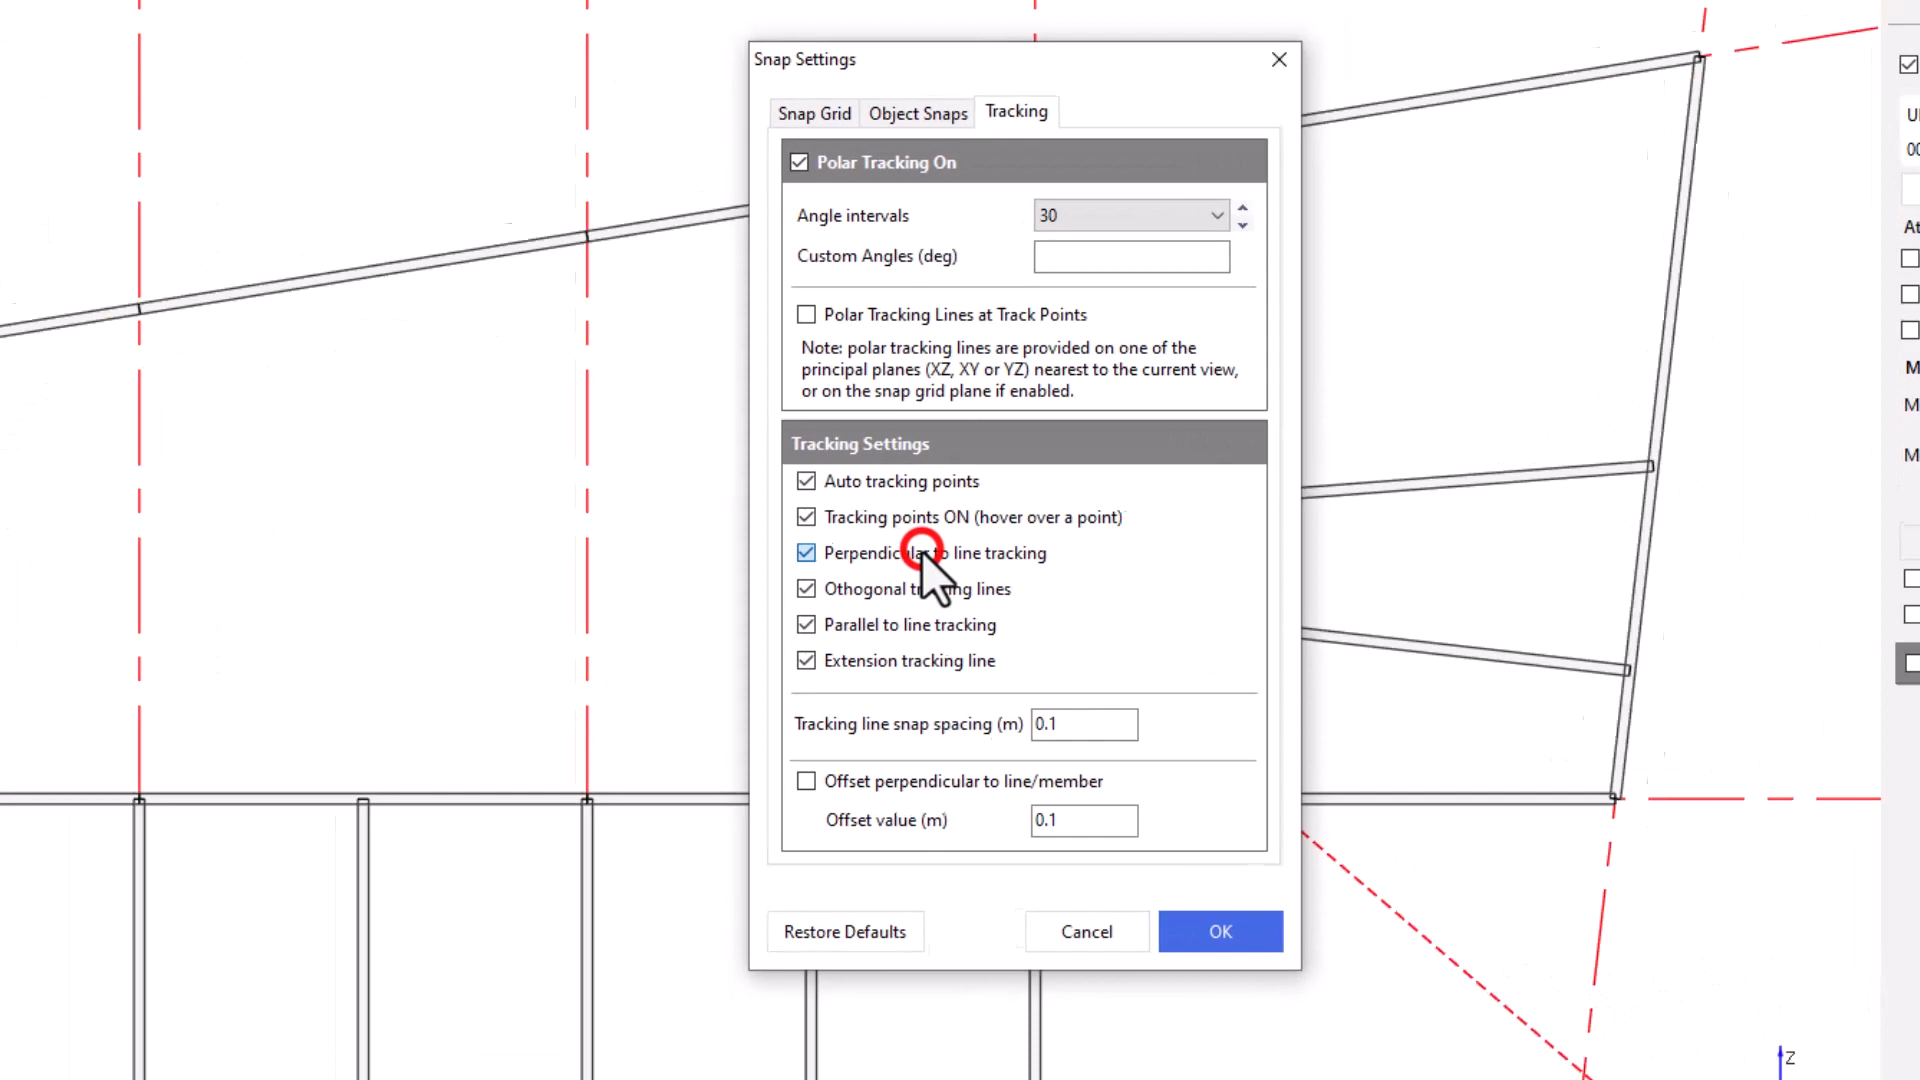 Snap Settings
Snap Grid
Object Snaps
Tracking
Polar Tracking On
Angle intervals
30
Custom Angles (deg)
Polar Tracking Lines at Track Points
Note: polar tracking lines are provided on one of the
principal planes (XZ, XY or YZ) nearest to the current view,
or on the snap grid plane if enabled.
Tracking Settings
Auto tracking points
Tracking points ON (hover over a point)
Perpendicular to line tracking
Othogonal tracking lines
Parallel to line tracking
Extension tracking line
Tracking line snap spacing (m)
0.1
Offset perpendicular to line/member
Offset value (m)
0.1
Restore Defaults
Cancel
OK
Z